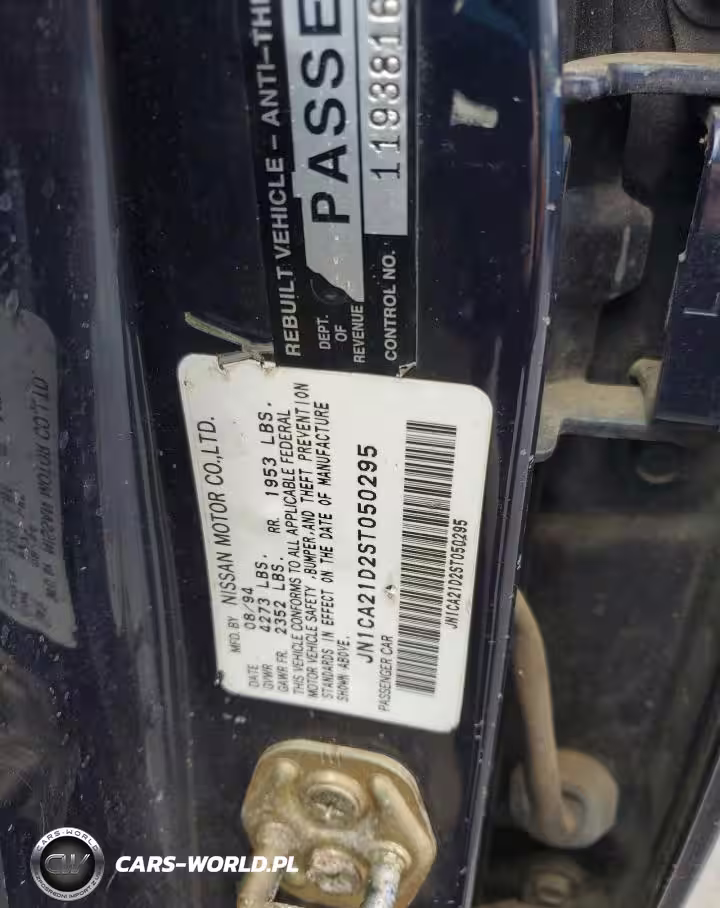 REBUILT VEHICLE - ANTI-THE
DEPT.
OF
REVENUE
PASSE
CONTROL NO.
1193816
MFD. BY NISSAN MOTOR CO.,LTD.
DATE 08/94
GVWR 4273 LBS.
GAWR FR. 2352 LBS. RR. 1953 LBS.
THIS VEHICLE CONFORMS TO ALL APPLICABLE FEDERAL
MOTOR VEHICLE SAFETY ,BUMPER,AND THEFT PREVENTION
STANDARDS IN EFFECT ON THE DATE OF MANUFACTURE
SHOWN ABOVE.
JN1CA21D2ST050295
PASSENGER CAR
JN1CA21D2ST050295
CARS-WORLD
CW
CARS-WORLD.PL